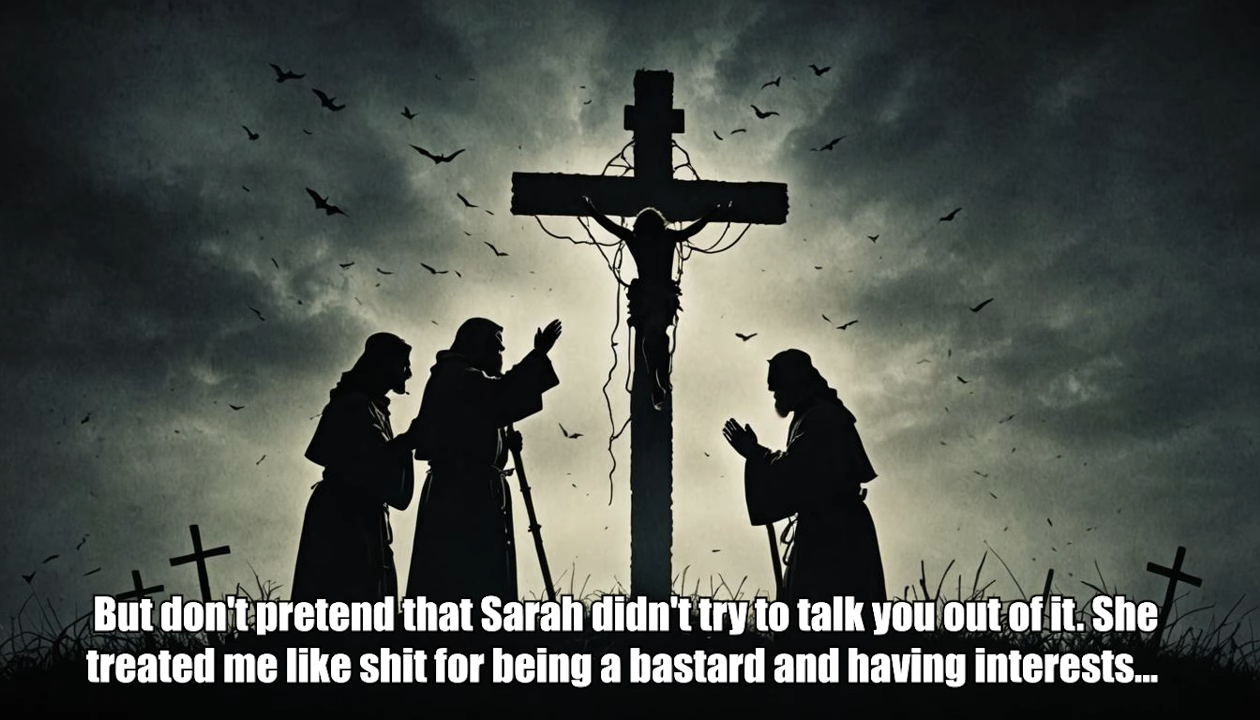 But don't pretend that Sarah didn't try to talk you out of it. She
treated me like shit for being a bastard and having interests...